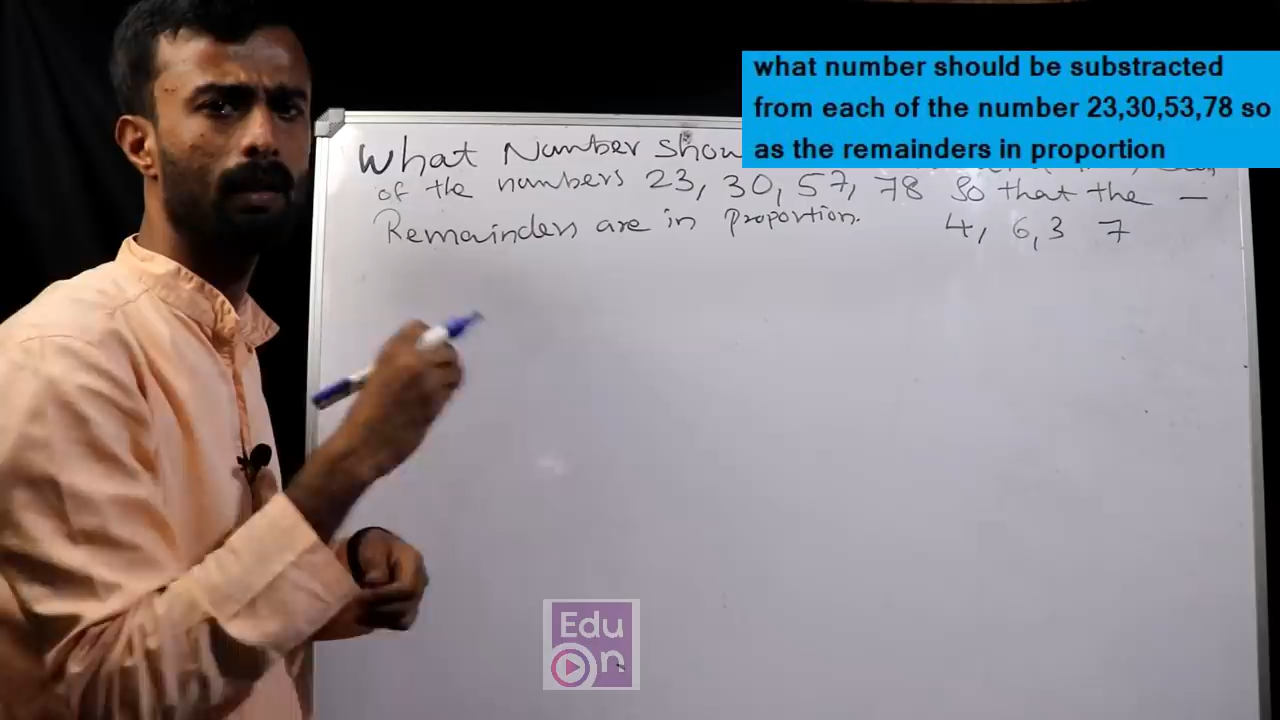 what number should be substracted
from each of the number 23,30,53,78 so
as the remainders in proportion
What Number Show
of the numbers 23, 30, 57, 78 so that the —
Remainders are in Proportion. 4, 6, 3 7
Edu
On